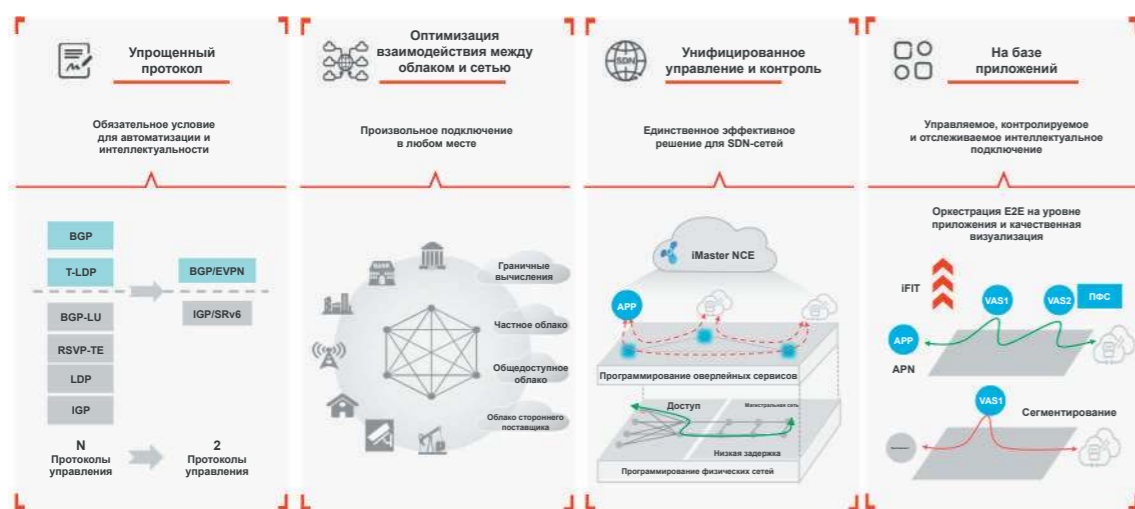 Упрощенный
протокол
Обязательное условие
для автоматизации и
интеллектуальности
BGP
T-LDP
BGP/EVPN
BGP-LU
IGP/SRv6
RSVP-TE
LDP
IGP
N
Протоколы
управления
2
Протоколы
управления
Оптимизация
взаимодействия между
облаком и сетью
Произвольное подключение
в любом месте
BANK
Граничные
вычисления
Частное облако
Общедоступное
облако
Облако стороннего
поставщика
SDN
Унифицированное
управление и контроль
Единственное эффективное
решение для SDN-сетей
iMaster NCE
APP
Программирование оверлейных сервисов
Доступ
Магистральная сеть
Низкая задержка
Программирование физических сетей
На базе
приложений
Управляемое, контролируемое
и отслеживаемое интеллектуальное
подключение
Оркестрация E2E на уровне
приложения и качественная
визуализация
iFIT
VAS1
VAS2
ПФС
APP
APN
VAS1
Сегментирование